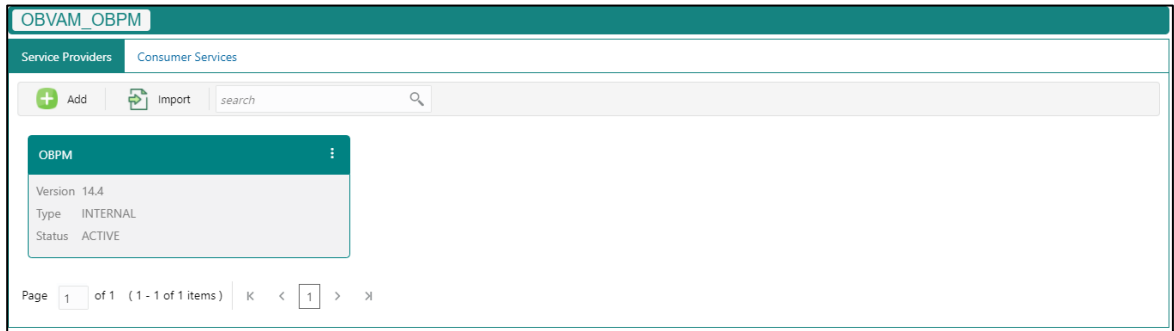 OBVAM_OBPM
Service Providers Consumer Services
Add Import search
OBPM
Version 14.4
Type INTERNAL
Status ACTIVE
Page 1 of 1 (1 - 1 of 1 items) 1